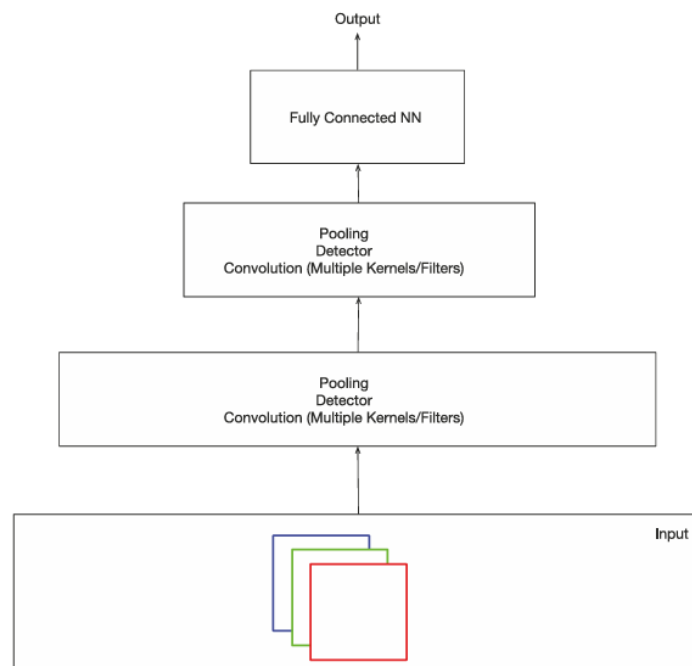 Output
Fully Connected NN
Pooling
Detector
Convolution (Multiple Kernels/Filters)
Pooling
Detector
Convolution (Multiple Kernels/Filters)
Input